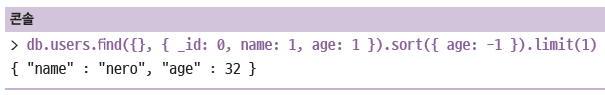 콘솔
> db.users.find({}, { _id: 0, name: 1, age: 1 }).sort({ age: -1 }).limit(1)
{ "name" : "nero", "age" : 32 }